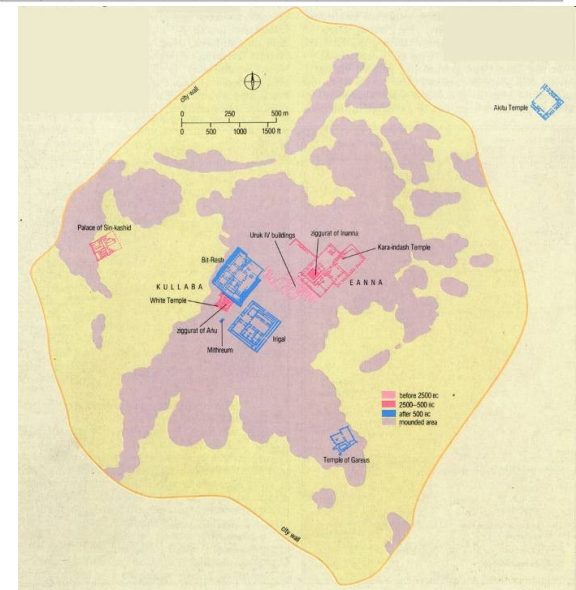 city wall
0 250 500 m
0 500 1000 1500 ft
Akitu Temple
Palace of Sin-kashid
Uruk IV buildings
ziggurat of Inanna
Kara-indash Temple
Bit-Resh
KULLABA
EANNA
White Temple
ziggurat of Anu
Mithreum
Irigal
before 2500 BC
2500–500 BC
after 500 BC
mounded area
Temple of Gareus
city wall